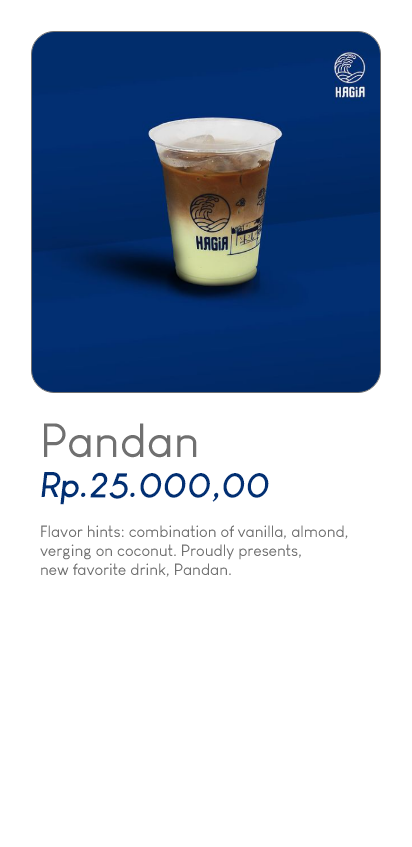 HAGIA
HAGIA
Pandan
Rp.25.000,00
Flavor hints: combination of vanilla, almond,
verging on coconut. Proudly presents,
new favorite drink, Pandan.